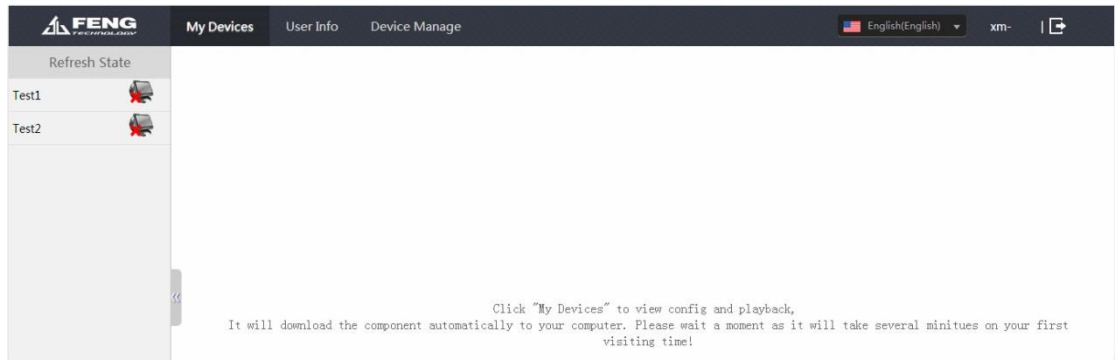 FENG TECHNOLOGY My Devices User Info Device Manage English(English) xm- |
Refresh State
Test1
Test2
Click "My Devices" to view config and playback,
It will download the component automatically to your computer. Please wait a moment as it will take several minitues on your first
visiting time!